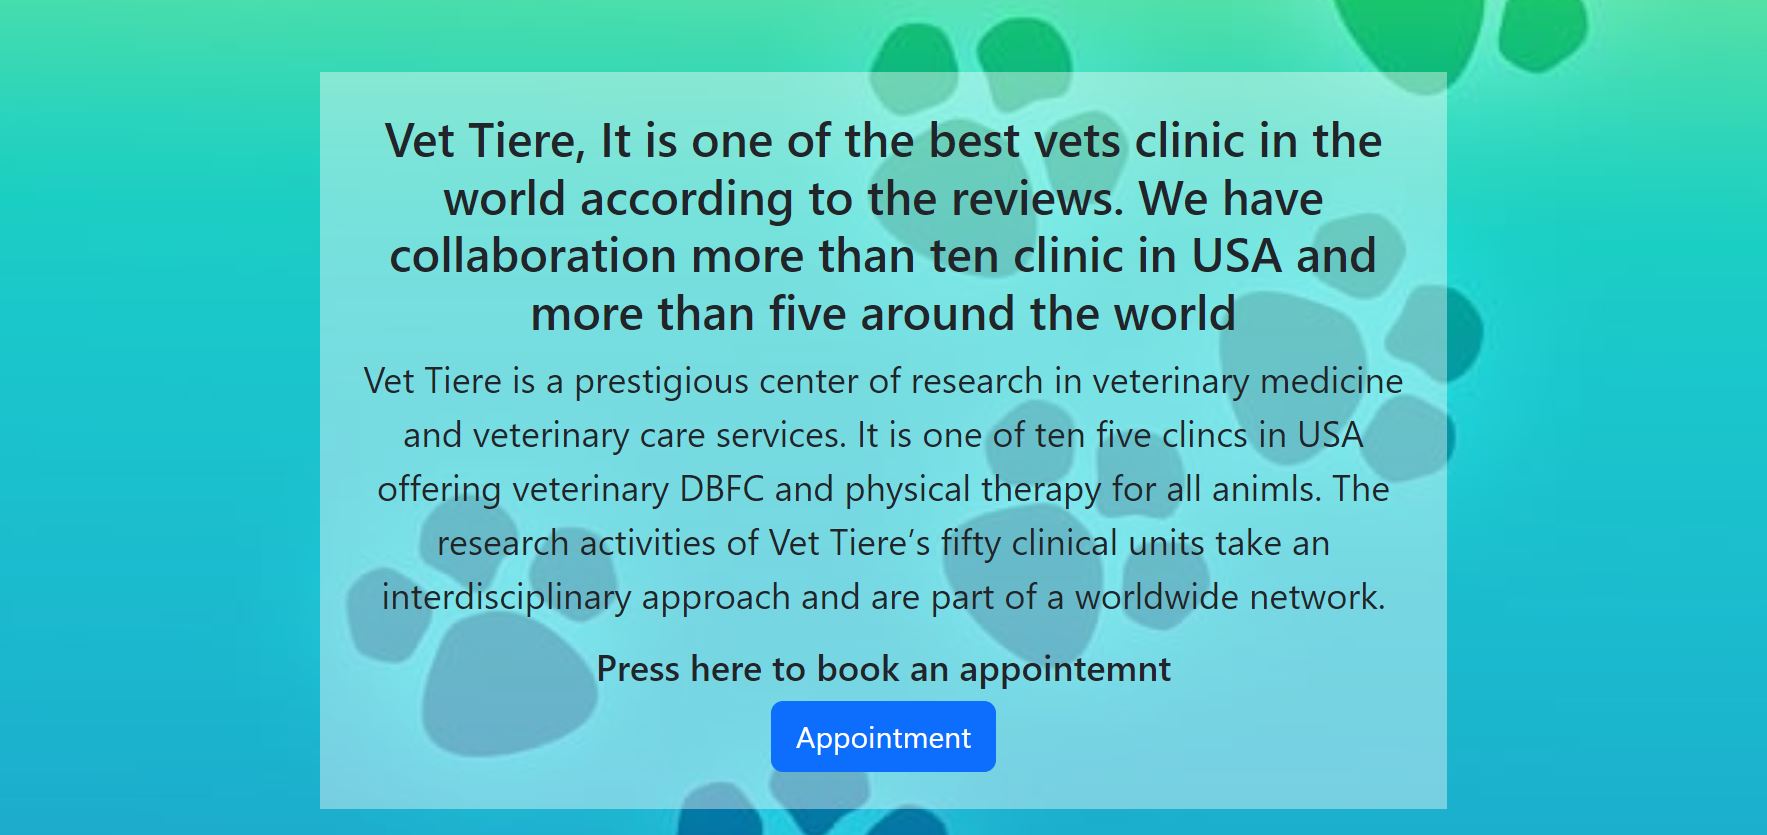 Vet Tiere, It is one of the best vets clinic in the
world according to the reviews. We have
collaboration more than ten clinic in USA and
more than five around the world
Vet Tiere is a prestigious center of research in veterinary medicine
and veterinary care services. It is one of ten five clincs in USA
offering veterinary DBFC and physical therapy for all animls. The
research activities of Vet Tiere’s fifty clinical units take an
interdisciplinary approach and are part of a worldwide network.
Press here to book an appointemnt
Appointment